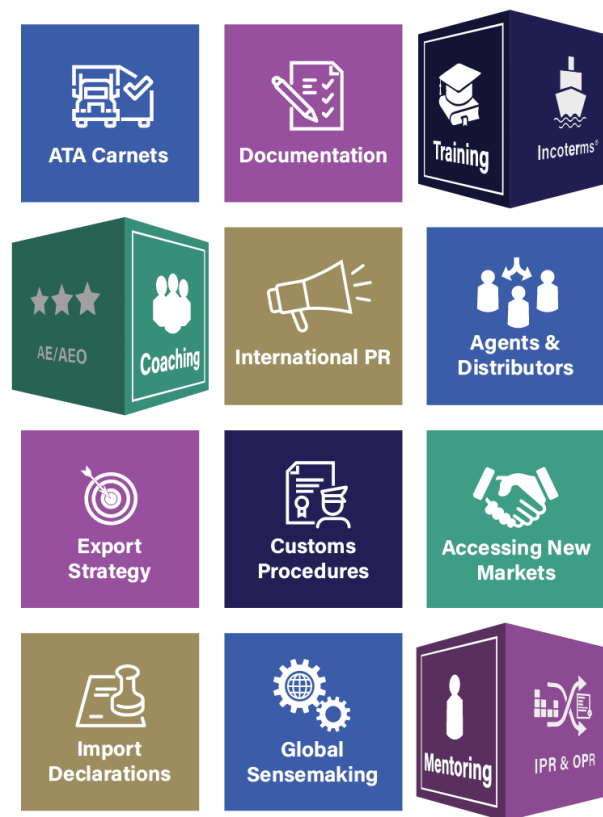 ATA Carnets
Documentation
Training
Incoterms®
AE/AEO
Coaching
International PR
Agents &
Distributors
Export
Strategy
Customs
Procedures
Accessing New
Markets
Import
Declarations
Global
Sensemaking
Mentoring
IPR & OPR